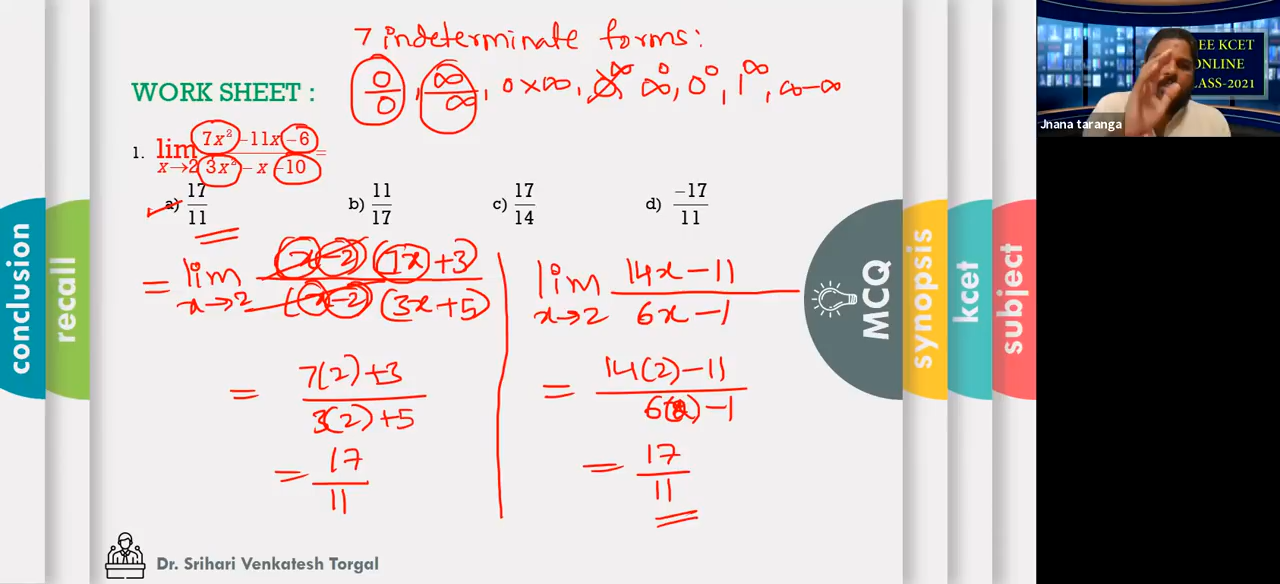 7 indeterminate forms:
0/0, ∞/∞, 0×∞, ∞⁰, 0⁰, 1^∞, ∞-∞
WORK SHEET :
1. lim x→2 (7x² -11x -6)/(3x² - x -10) =
a) 17/11 b) 11/17 c) 17/14 d) -17/11
= lim x→2 (x-2)(7x+3)/(x-2)(3x+5)
= 7(2)+3/3(2)+5
= 17/11
lim x→2 14x-11/6x-1
= 14(2)-11/6(2)-1
= 17/11
Dr. Srihari Venkatesh Torgal
conclusion
recall
MCQ
synopsis
kcet
subject
EE KCET
ONLINE
CLASS-2021
Jnana taranga